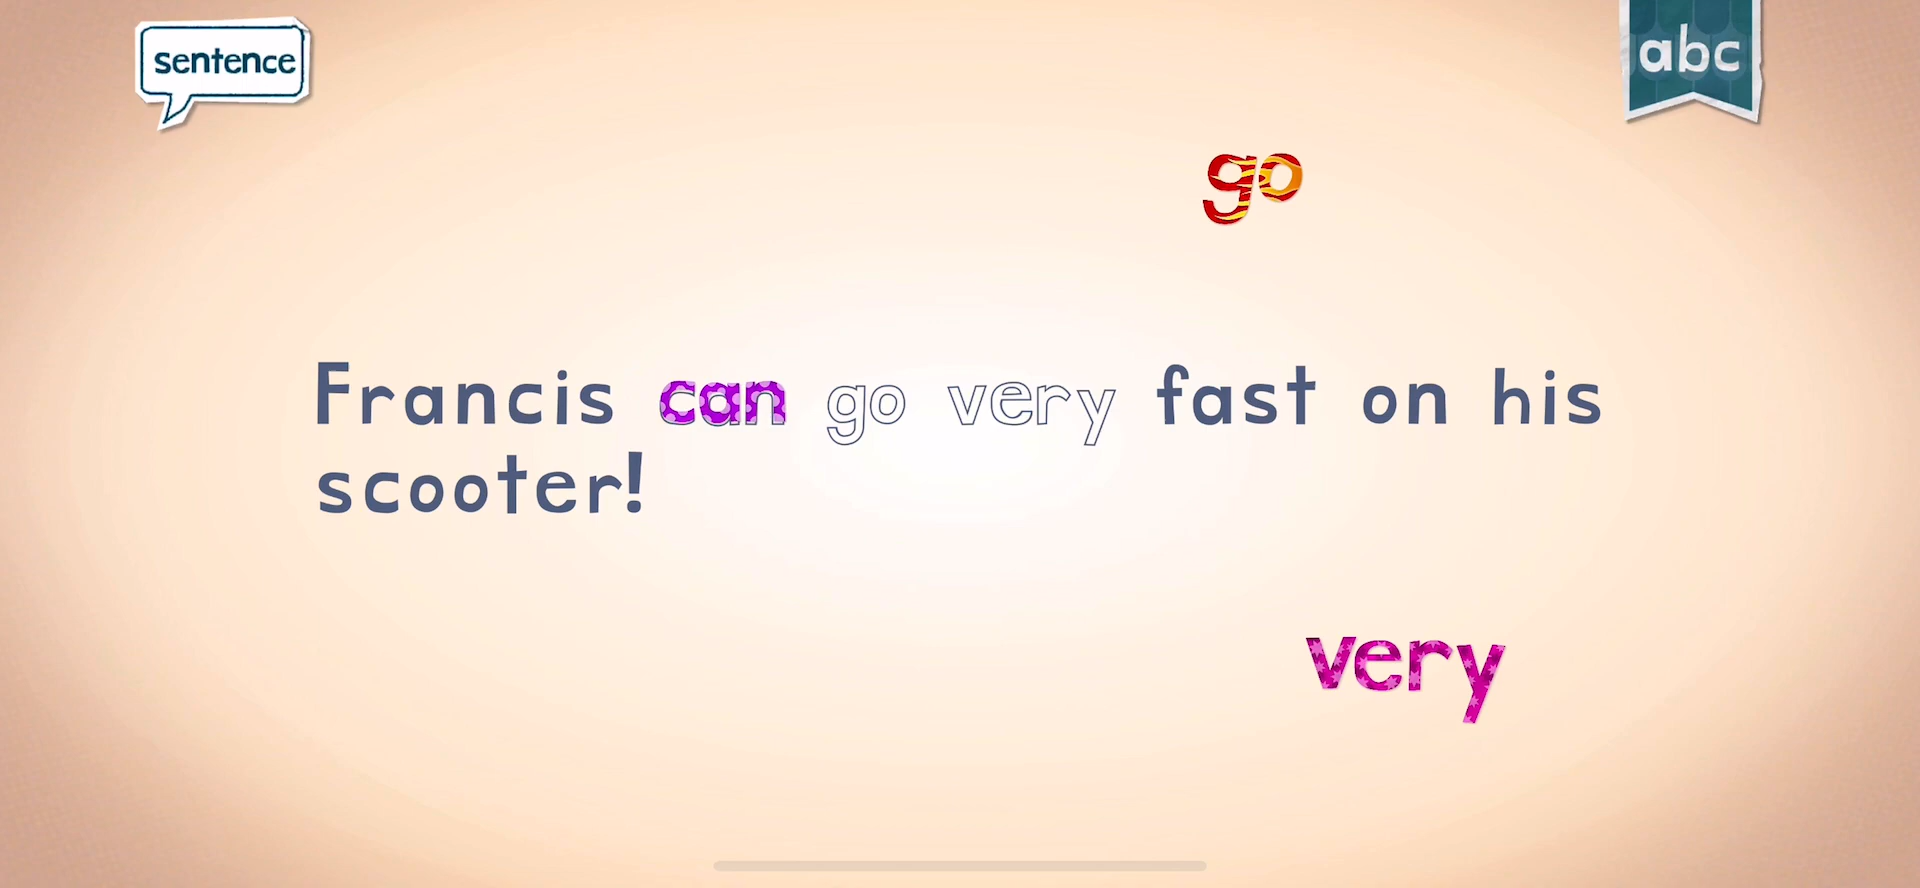 sentence
abc
go
Francis can go very fast on his
scooter!
very